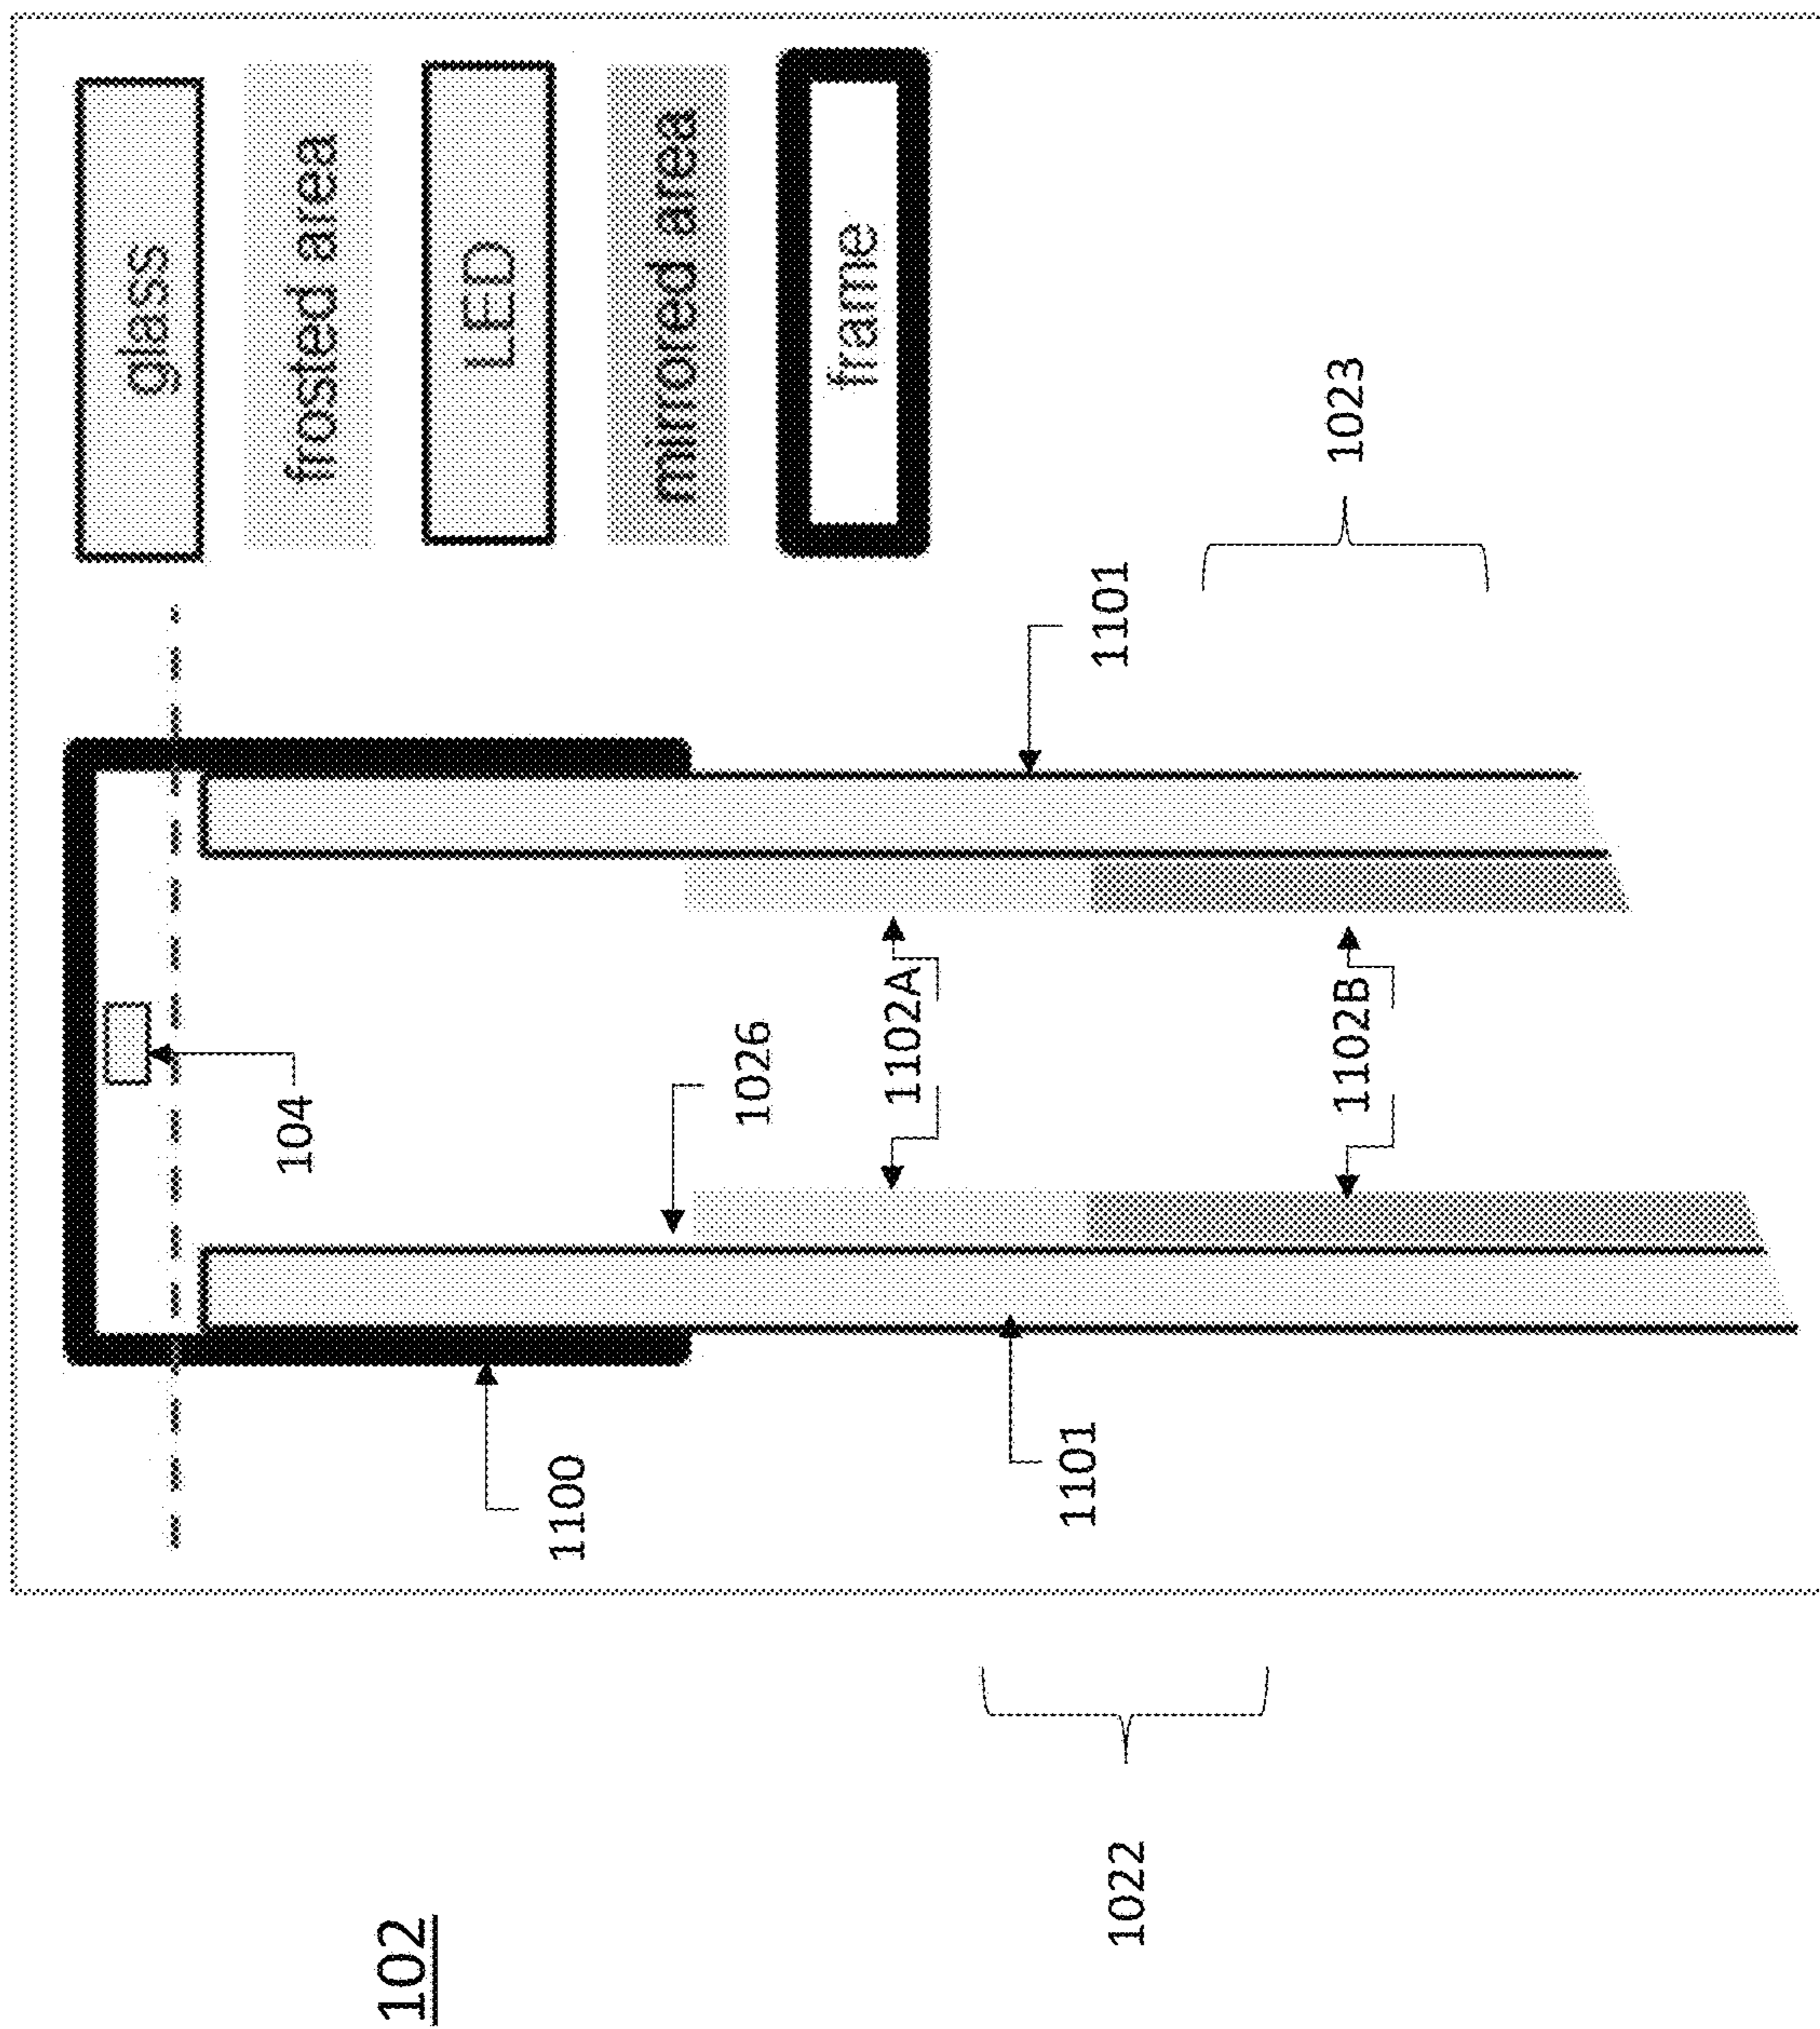 glass
104
frosted area
102
LED
1100
mirrored area
1026
frame
1102A
1101
1101
1022
1102B
1023